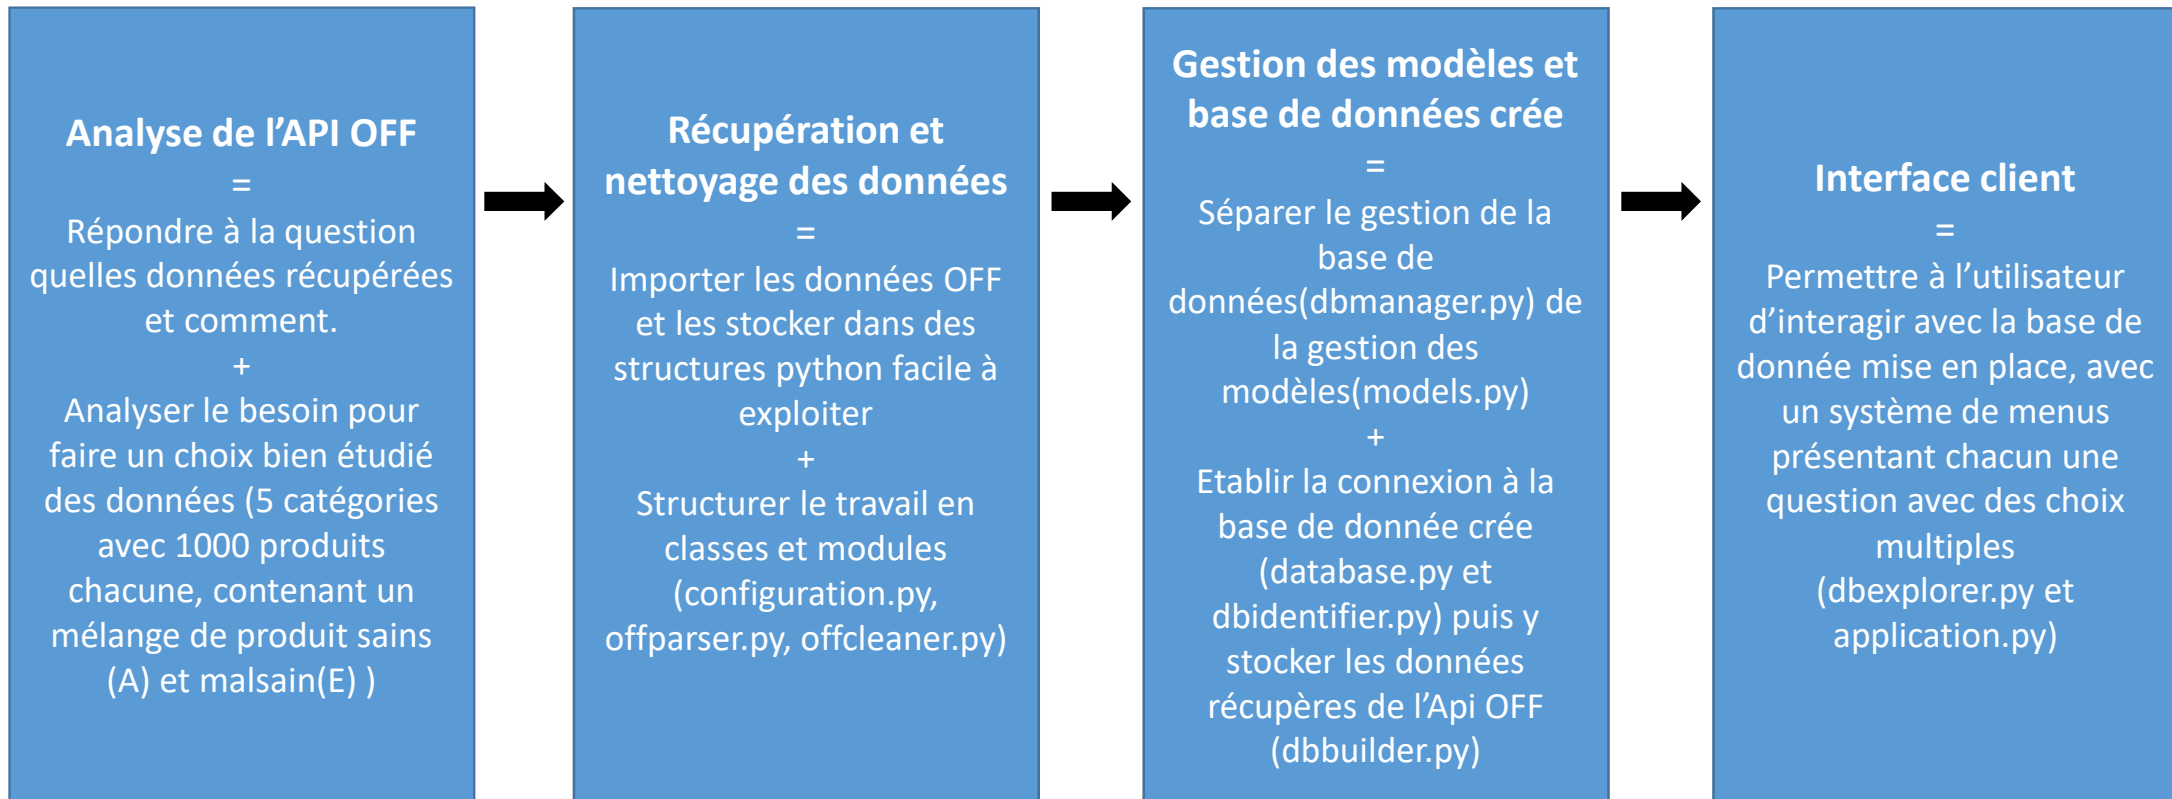 Analyse de l’API OFF
=
Répondre à la question
quelles données récupérées
et comment.
+
Analyser le besoin pour
faire un choix bien étudié
des données (5 catégories
avec 1000 produits
chacune, contenant un
mélange de produit sains
(A) et malsain(E) )
Récupération et
nettoyage des données
=
Importer les données OFF
et les stocker dans des
structures python facile à
exploiter
+
Structurer le travail en
classes et modules
(configuration.py,
offparser.py, offcleaner.py)
Gestion des modèles et
base de données crée
=
Séparer le gestion de la
base de
données(dbmanager.py) de
la gestion des
modèles(models.py)
+
Etablir la connexion à la
base de donnée crée
(database.py et
dbidentifier.py) puis y
stocker les données
récupères de l’Api OFF
(dbbuilder.py)
Interface client
=
Permettre à l’utilisateur
d’interagir avec la base de
donnée mise en place, avec
un système de menus
présentant chacun une
question avec des choix
multiples
(dbexplorer.py et
application.py)